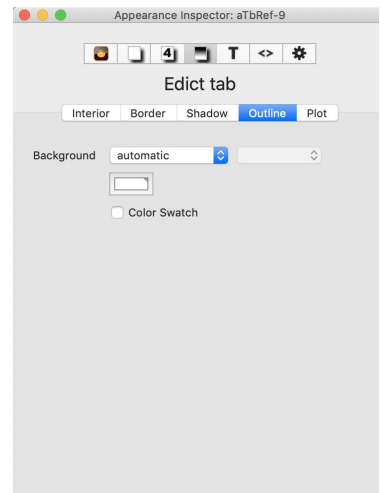 Appearance Inspector: aTbRef-9
4 T <>
Edict tab
Interior Border Shadow Outline Plot
Background automatic
Color Swatch